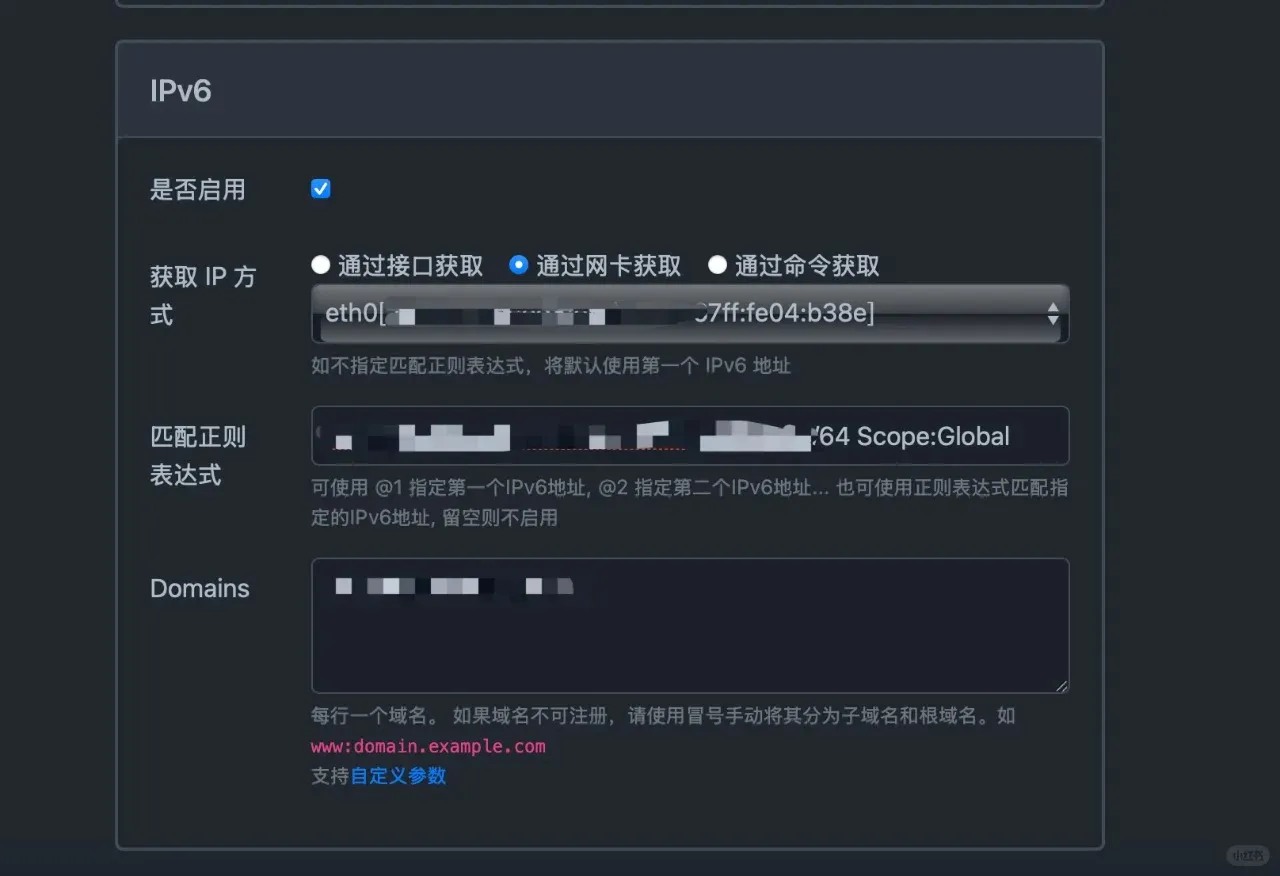 IPv6
是否启用
获取 IP 方
式
通过接口获取 通过网卡获取 通过命令获取
eth0[ 7ff:fe04:b38e]
如不指定匹配正则表达式，将默认使用第一个 IPv6 地址
匹配正则
表达式
/64 Scope:Global
可使用 @1 指定第一个IPv6地址, @2 指定第二个IPv6地址... 也可使用正则表达式匹配指
定的IPv6地址, 留空则不启用
Domains
每行一个域名。 如果域名不可注册，请使用冒号手动将其分为子域名和根域名。如
www:domain.example.com
支持自定义参数
小红书